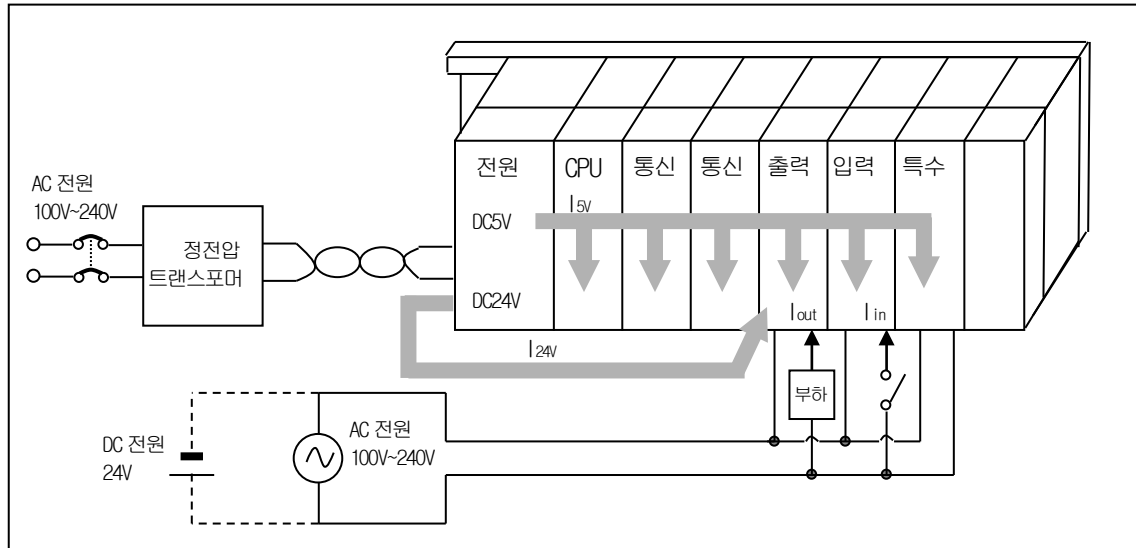 전원 CPU 통신 통신 출력 입력 특수
AC 전원
100V~240V
I5V
DC5V
정전압
트랜스포머
DC24V
Iout Iin
I24V
부하
AC 전원
100V~240V
DC 전원
24V